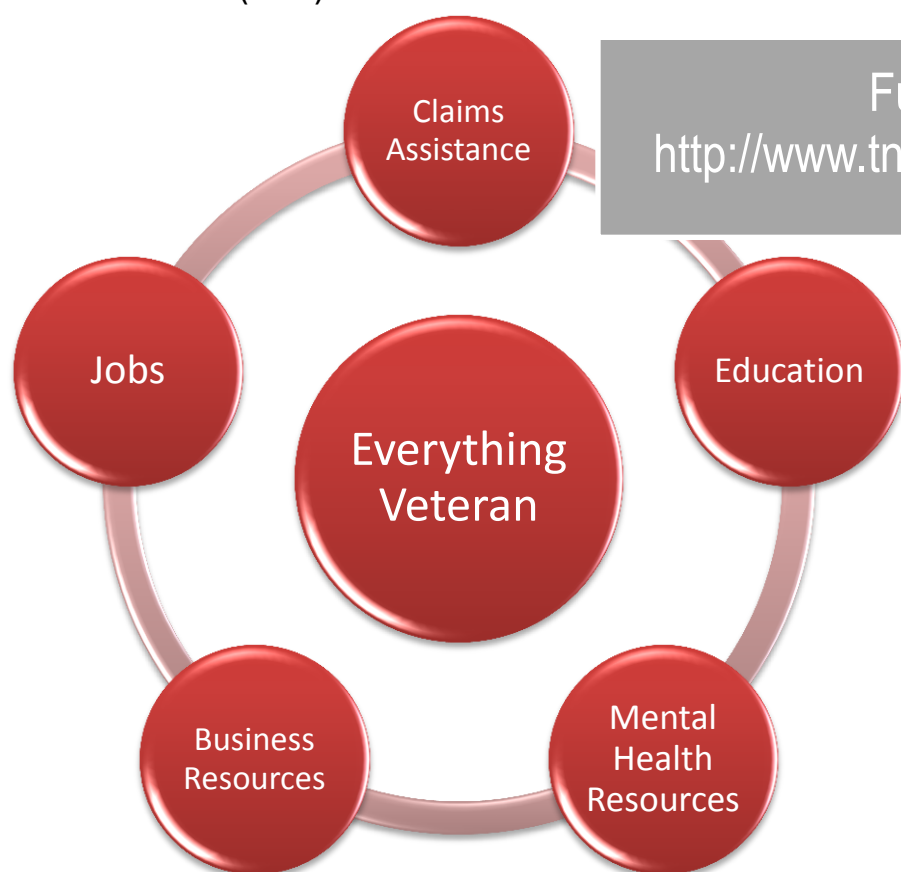 Claims
Assistance
http://www.tn
Jobs
Education
Everything
Veteran
Business
Resources
Mental
Health
Resources